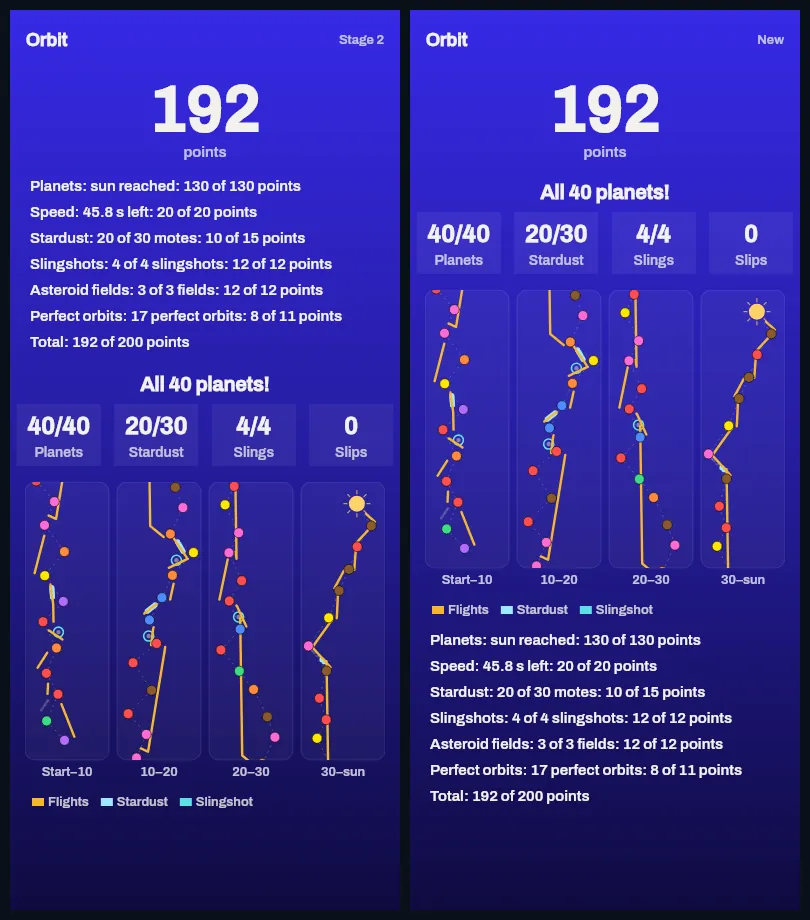 Orbit
Stage 2
192
points
Planets: sun reached: 130 of 130 points
Speed: 45.8 s left: 20 of 20 points
Stardust: 20 of 30 motes: 10 of 15 points
Slingshots: 4 of 4 slingshots: 12 of 12 points
Asteroid fields: 3 of 3 fields: 12 of 12 points
Perfect orbits: 17 perfect orbits: 8 of 11 points
Total: 192 of 200 points
All 40 planets!
40/40 20/30 4/4 0
Planets Stardust Slings Slips
Start–10 10–20 20–30 30–sun
Flights Stardust Slingshot
Orbit
New
192
points
All 40 planets!
40/40 20/30 4/4 0
Planets Stardust Slings Slips
Start–10 10–20 20–30 30–sun
Flights Stardust Slingshot
Planets: sun reached: 130 of 130 points
Speed: 45.8 s left: 20 of 20 points
Stardust: 20 of 30 motes: 10 of 15 points
Slingshots: 4 of 4 slingshots: 12 of 12 points
Asteroid fields: 3 of 3 fields: 12 of 12 points
Perfect orbits: 17 perfect orbits: 8 of 11 points
Total: 192 of 200 points